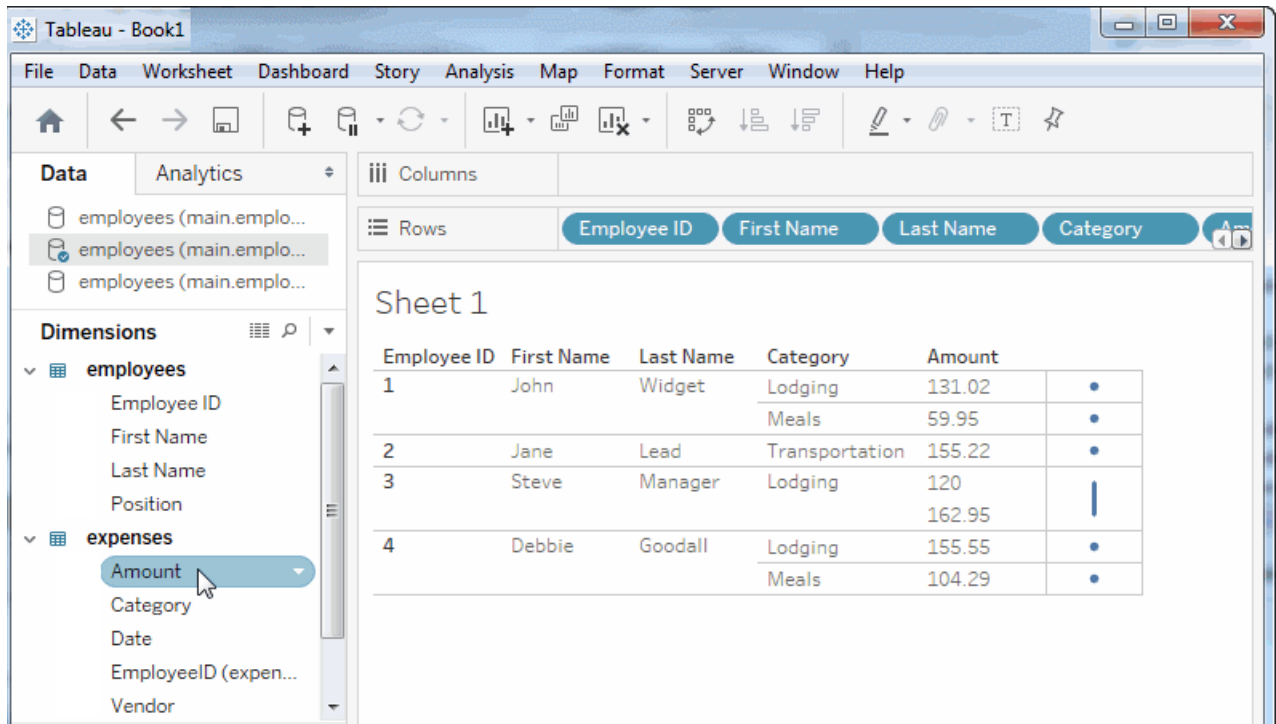 Tableau - Book1
File Data Worksheet Dashboard Story Analysis Map Format Server Window Help
Data Analytics
employees (main.emplo...
employees (main.emplo...
employees (main.emplo...
Columns
Rows Employee ID First Name Last Name Category
Dimensions
employees
Employee ID
First Name
Last Name
Position
expenses
Amount
Category
Date
EmployeeID (expen...
Vendor
Sheet 1
Employee ID First Name Last Name Category Amount
1 John Widget Lodging 131.02
Meals 59.95
2 Jane Lead Transportation 155.22
3 Steve Manager Lodging 120
162.95
4 Debbie Goodall Lodging 155.55
Meals 104.29